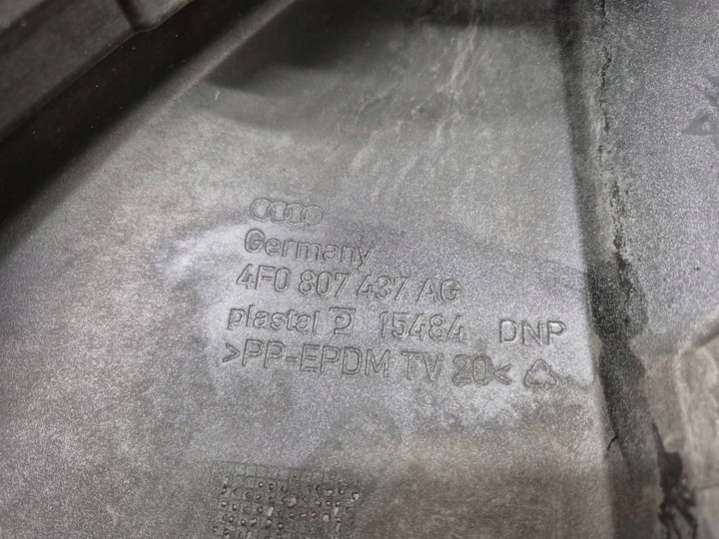 Germany
4F0 807 437 AG
plastal P 15484 DNP
>PP-EPDM TV 20<